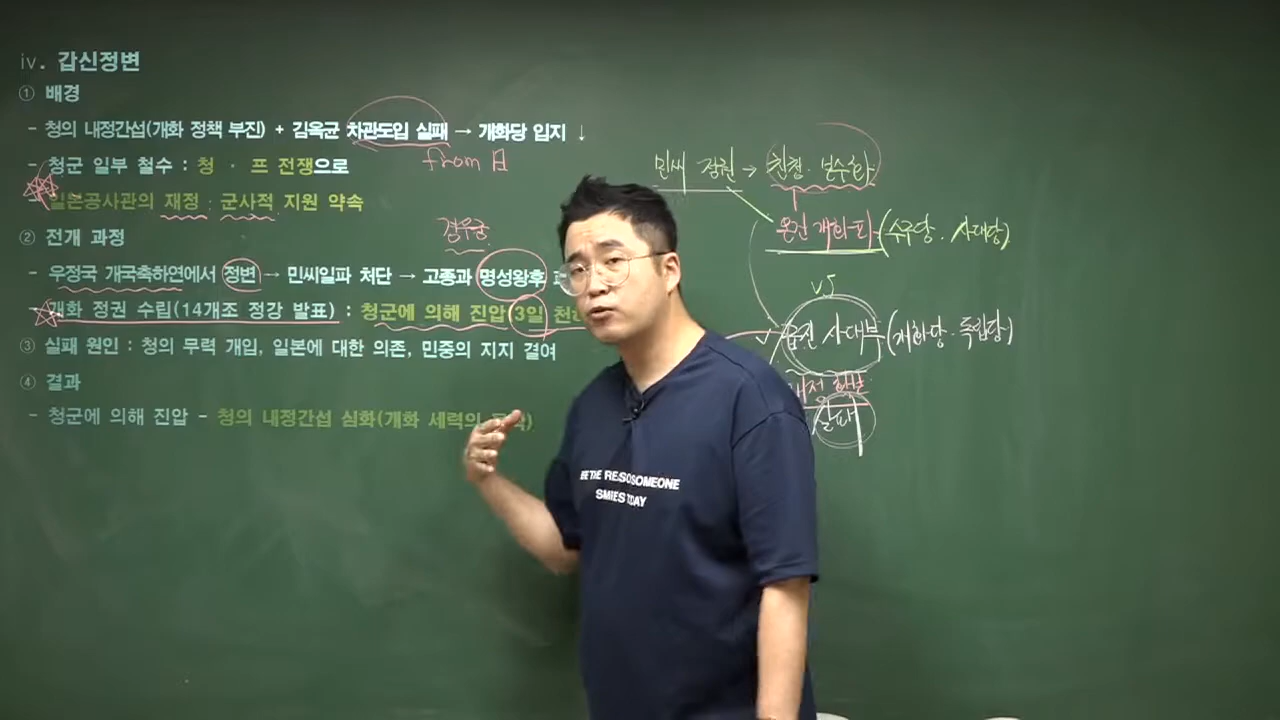 iv. 갑신정변
① 배경
- 청의 내정간섭(개화 정책 부진) + 김옥균 차관도입 실패 → 개화당 입지 ↓
from 日
- 청군 일부 철수 : 청 · 프 전쟁으로
- 일본공사관의 재정 · 군사적 지원 약속
② 전개 과정
경우궁
- 우정국 개국축하연에서 정변 → 민씨일파 처단 → 고종과 명성왕후
- 개화 정권 수립(14개조 정강 발표) : 청군에 의해 진압(3일
③ 실패 원인 : 청의 무력 개입, 일본에 대한 의존, 민중의 지지 결여
④ 결과
- 청군에 의해 진압 - 청의 내정간섭 심화(개화 세력의
민씨 정권 → 친청·보수화
온건 개화파 (수구당 · 사대당)
vs
급진 사대부 (개화당 · 독립당)
실패
BE THE REASON SOMEONE
SMILES TODAY